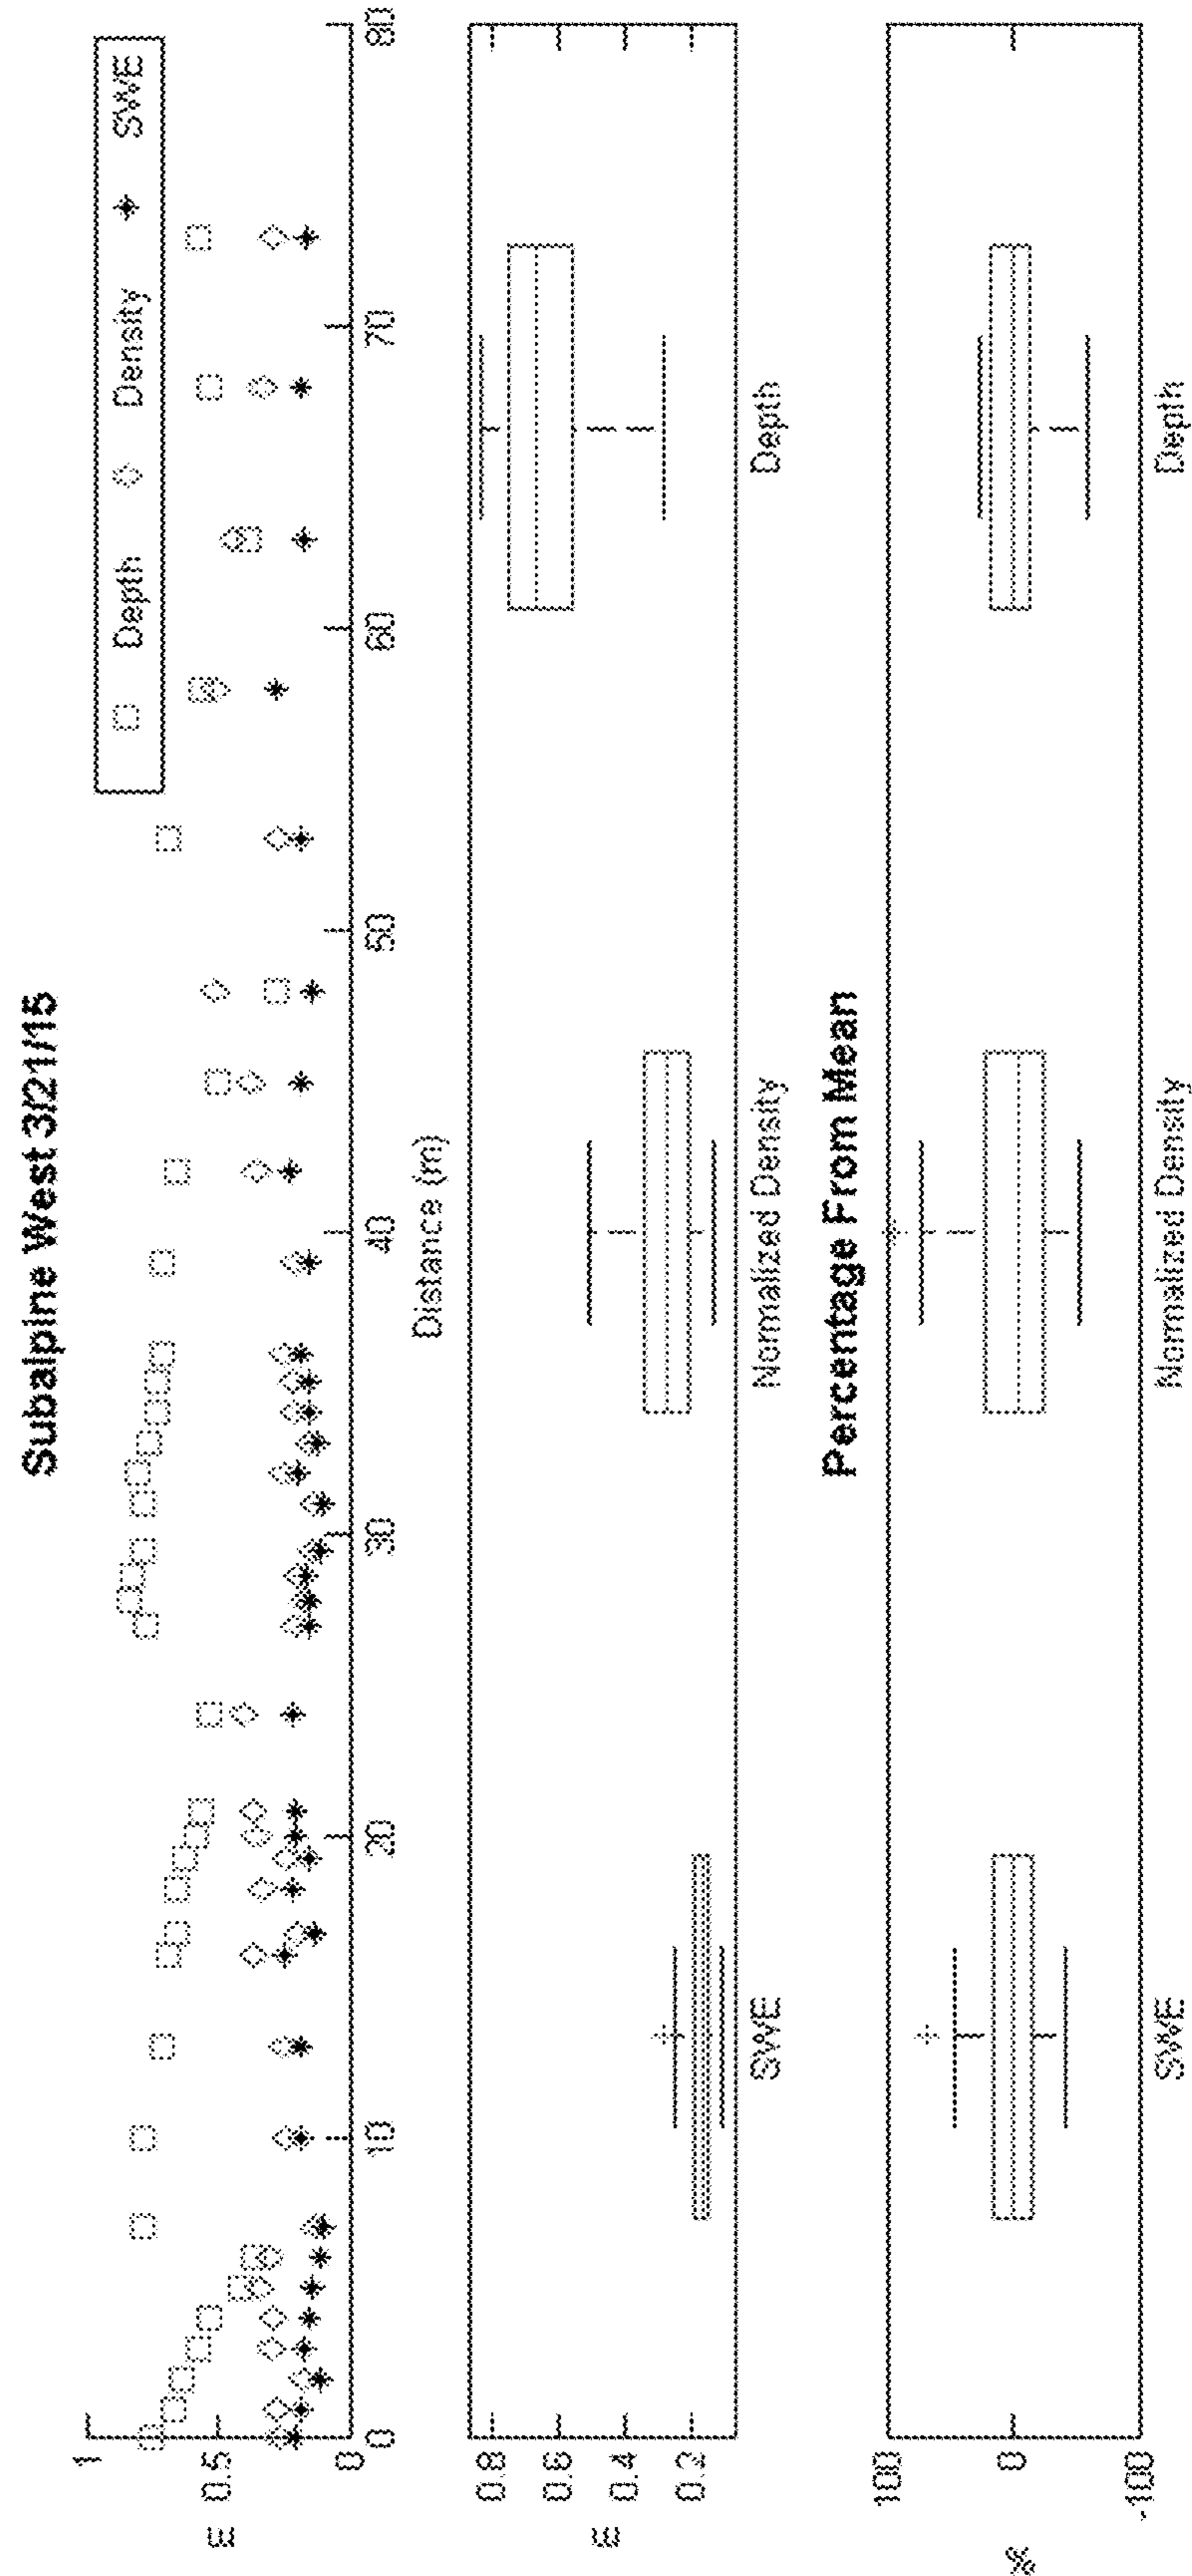 Subalpine West 3/21/15
Depth Density SWE
1
0.5
0
m
0 10 20 30 40 50 60 70 80
Distance (m)
0.8
0.6
0.4
0.2
m
SWE Normalized Density Depth
Percentage From Mean
100
0
-100
%
SWE Normalized Density Depth